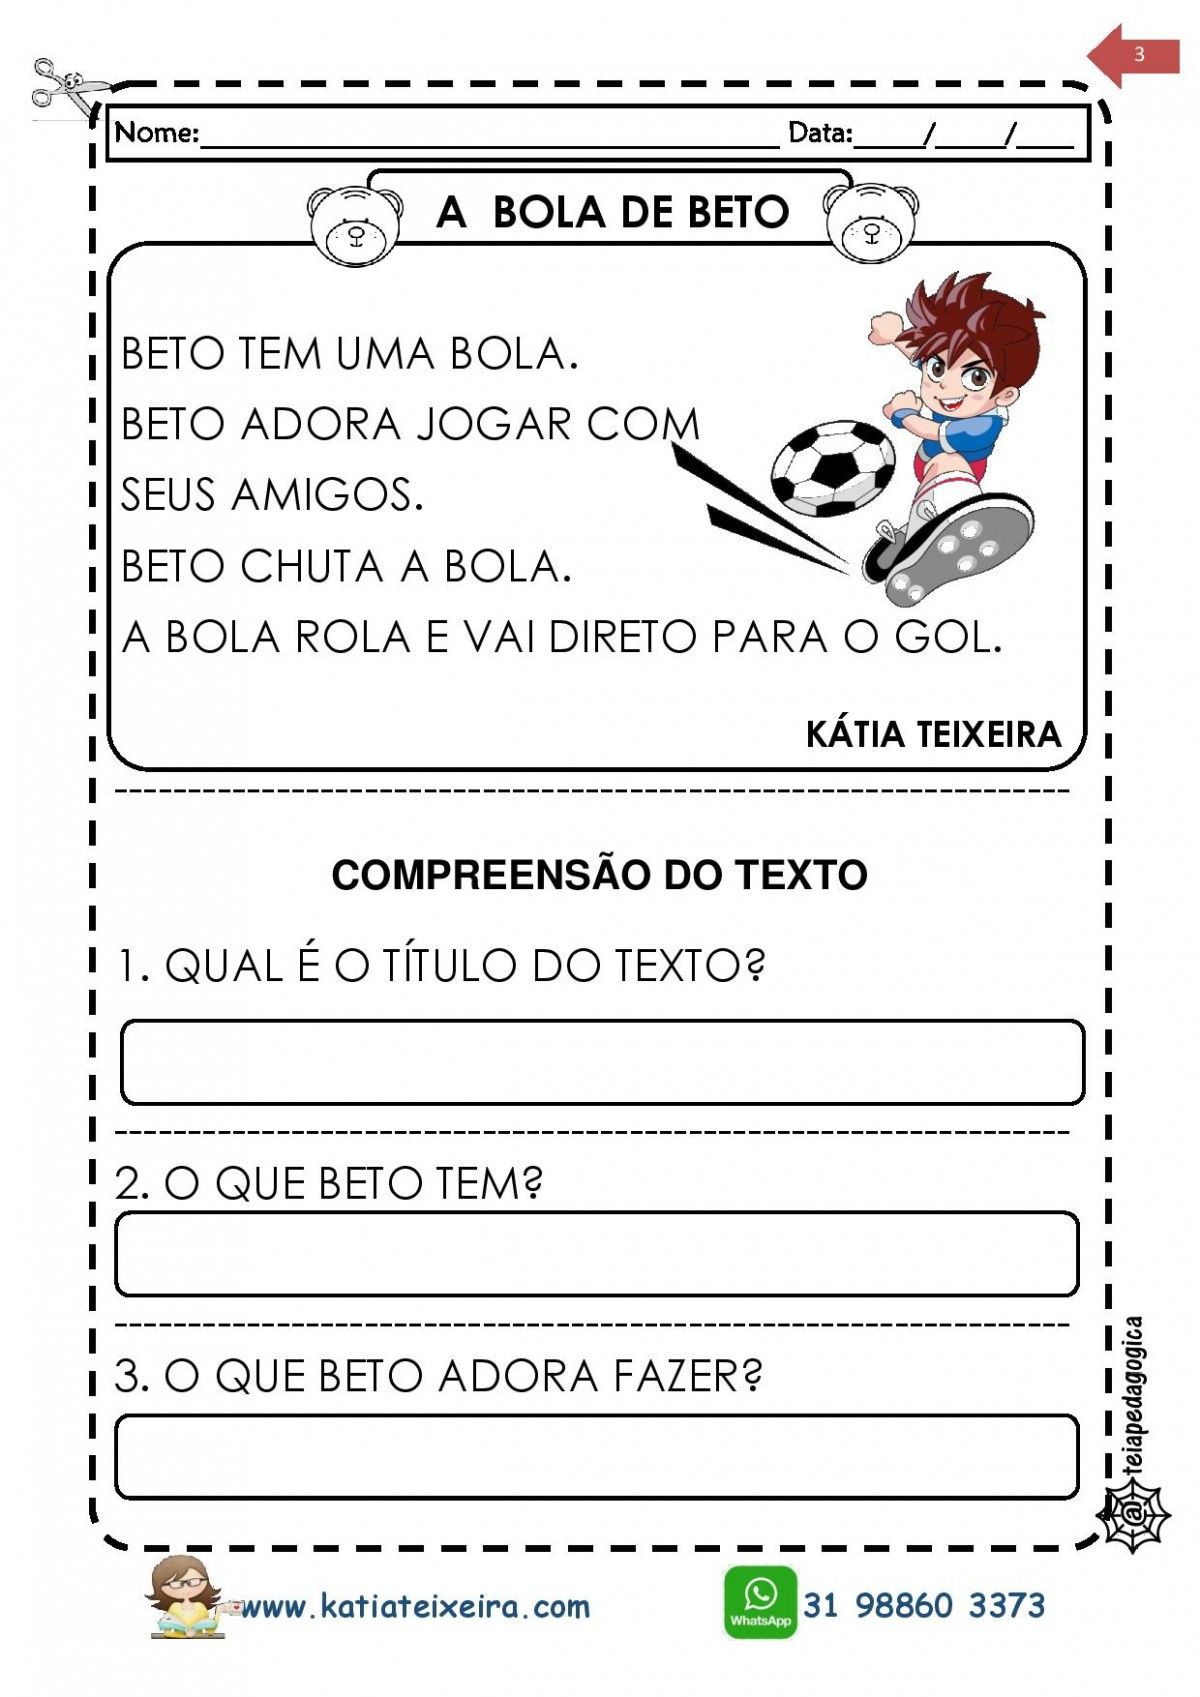 3
Nome: Data: / /
A BOLA DE BETO
BETO TEM UMA BOLA.
BETO ADORA JOGAR COM
SEUS AMIGOS.
BETO CHUTA A BOLA.
A BOLA ROLA E VAI DIRETO PARA O GOL.
KÁTIA TEIXEIRA
COMPREENSÃO DO TEXTO
1. QUAL É O TÍTULO DO TEXTO?
2. O QUE BETO TEM?
3. O QUE BETO ADORA FAZER?
@teiapedagogica
www.katiateixeira.com
WhatsApp 31 98860 3373